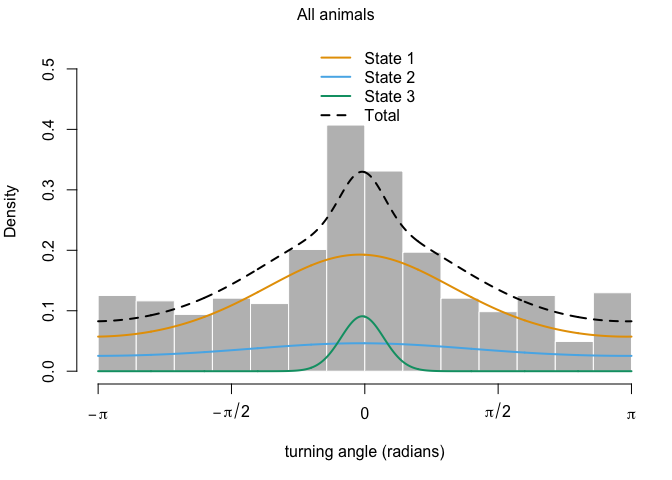 All animals
State 1
State 2
State 3
Total
Density
0.5
0.4
0.3
0.2
0.1
0.0
−π −π/2 0 π/2 π
turning angle (radians)